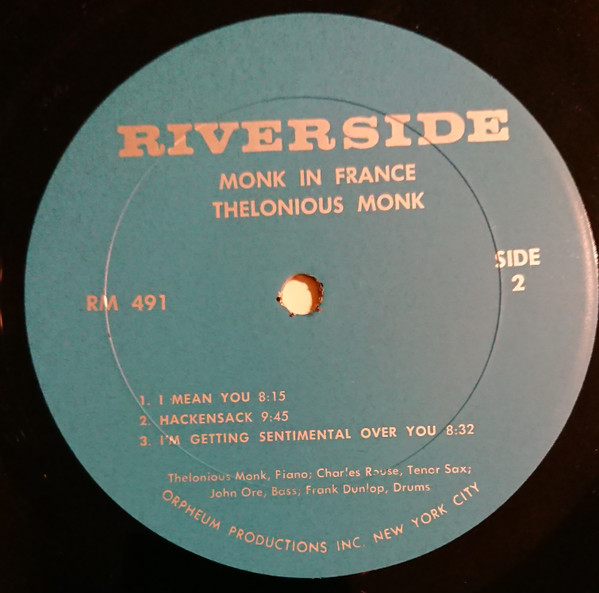 RIVERSIDE
MONK IN FRANCE
THELONIOUS MONK
SIDE
2
RM 491
1. I MEAN YOU 8:15
2. HACKENSACK 9:45
3. I'M GETTING SENTIMENTAL OVER YOU 8:32
Thelonious Monk, Piano; Charles Rouse, Tenor Sax;
John Ore, Bass; Frank Dunlop, Drums
ORPHEUM PRODUCTIONS INC. NEW YORK CITY